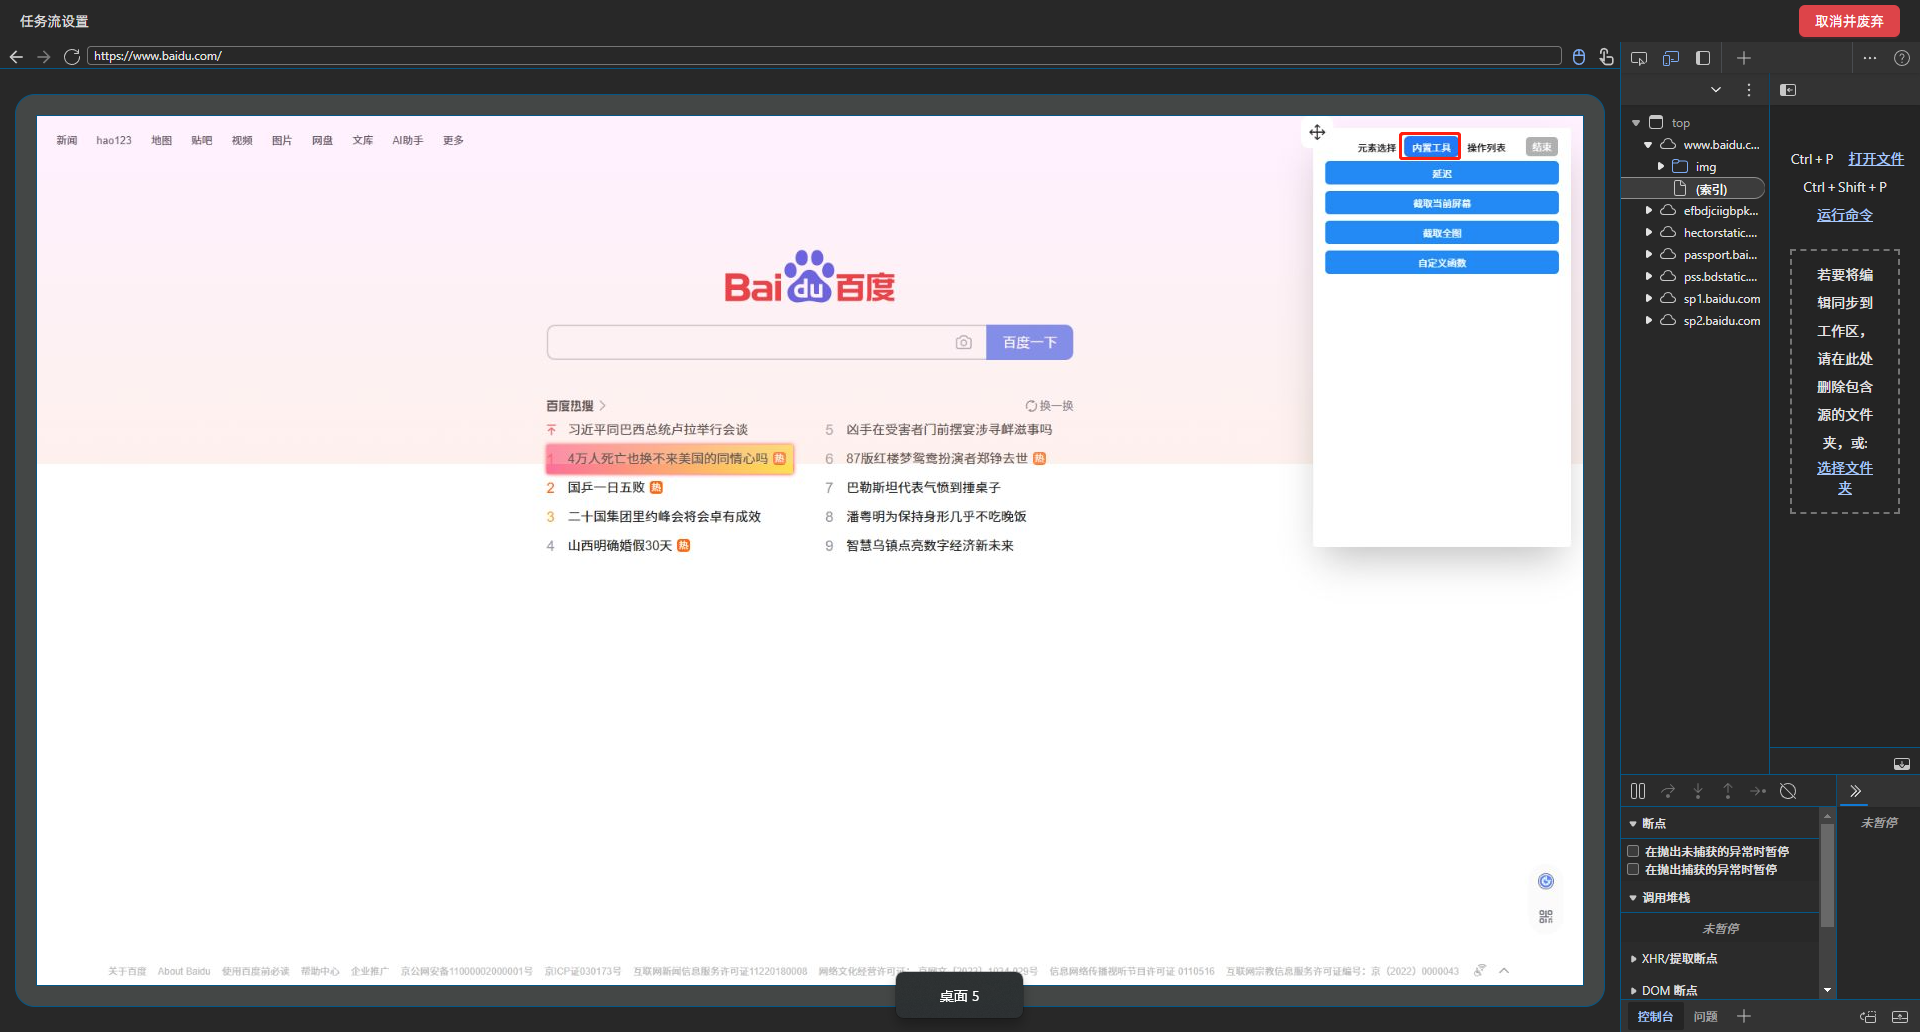 任务流设置
取消并废弃
https://www.baidu.com/
新闻 hao123 地图 贴吧 视频 图片 网盘 文库 AI助手 更多
元素选择 内置工具 操作列表 结束
延迟
截取当前屏幕
截取全图
自定义函数
Bai du 百度
百度一下
百度热搜
换一换
习近平同巴西总统卢拉举行会谈
1 4万人死亡也换不来美国的同情心吗 热
2 国乒一日五败 热
3 二十国集团里约峰会将会卓有成效
4 山西明确婚假30天 热
5 凶手在受害者门前摆宴涉寻衅滋事吗
6 87版红楼梦鸳鸯扮演者郑铮去世 热
7 巴勒斯坦代表气愤到捶桌子
8 潘粤明为保持身形几乎不吃晚饭
9 智慧乌镇点亮数字经济新未来
关于百度 About Baidu 使用百度前必读 帮助中心 企业推广 京公网安备11000002000001号 京ICP证030173号 互联网新闻信息服务许可证11220180008 网络文化经营许可证： 信息网络传播视听节目许可证 0110516 互联网宗教信息服务许可证编号：京（2022）0000043
桌面 5
top
www.baidu.c...
img
(索引)
efbdjciigbpk...
hectorstatic....
passport.bai...
pss.bdstatic....
sp1.baidu.com
sp2.baidu.com
Ctrl + P 打开文件
Ctrl + Shift + P
运行命令
若要将编
辑同步到
工作区，
请在此处
删除包含
源的文件
夹，或:
选择文件
夹
断点
在抛出未捕获的异常时暂停
在抛出捕获的异常时暂停
调用堆栈
未暂停
XHR/提取断点
DOM 断点
未暂停
控制台 问题